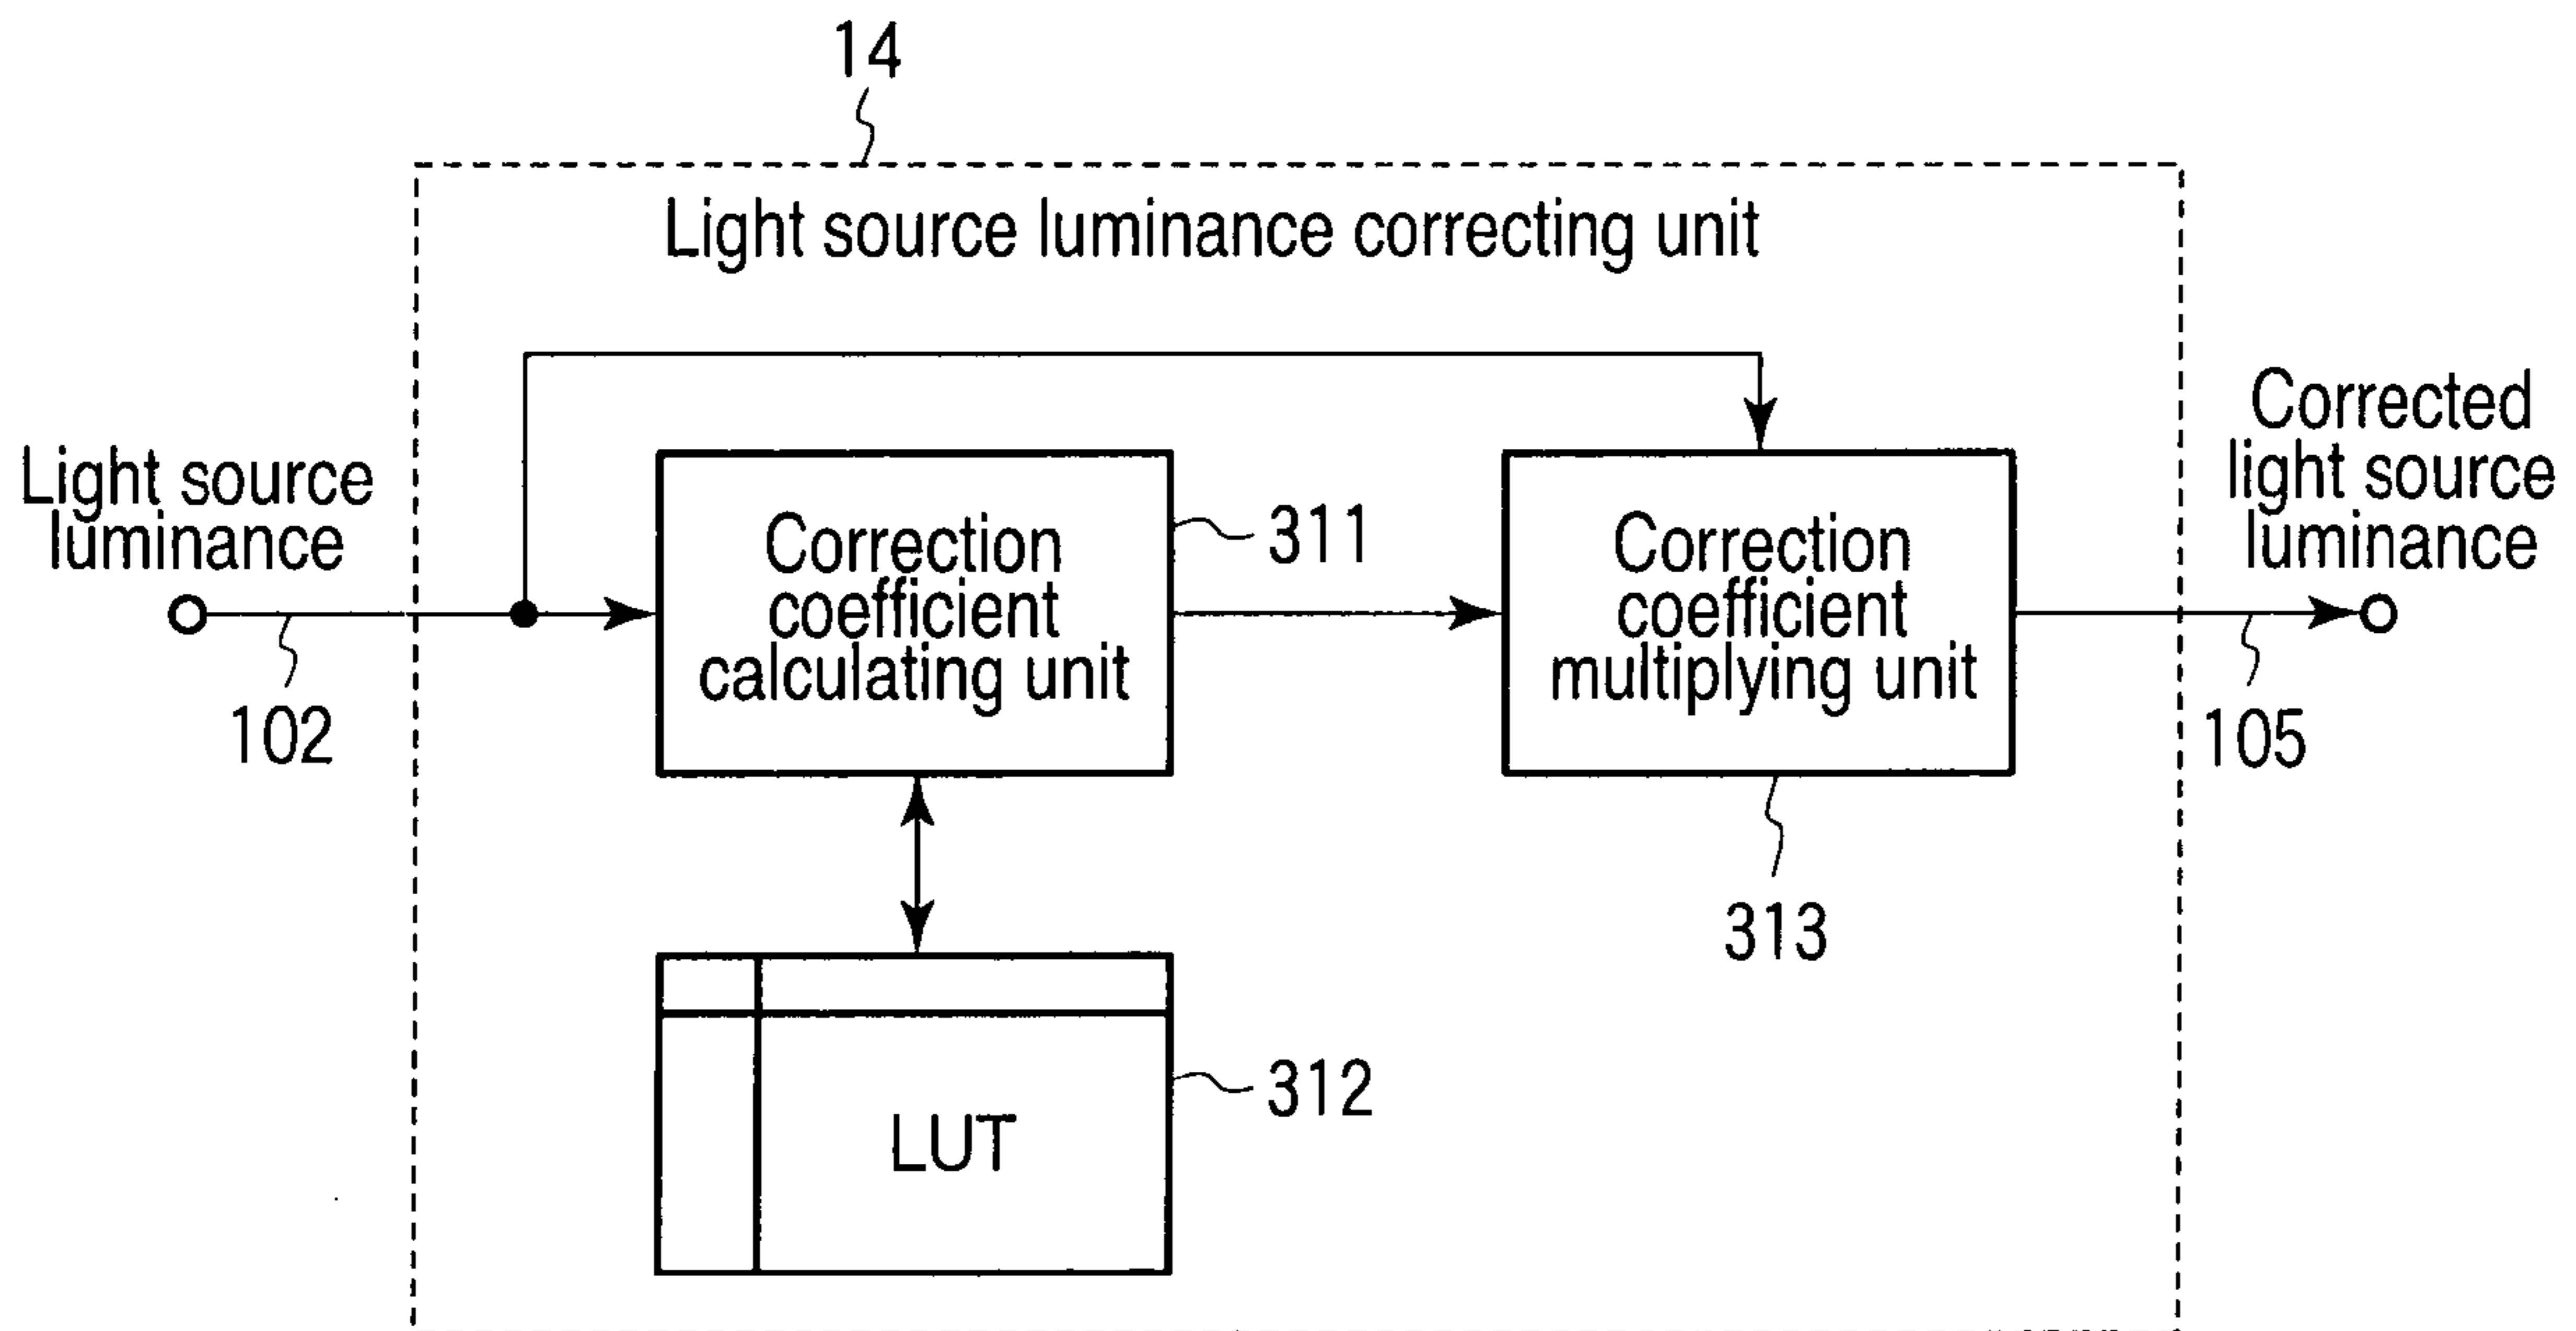 14
Light source luminance correcting unit
Light source
luminance
102
Correction
coefficient
calculating unit
311
Correction
coefficient
multiplying unit
313
Corrected
light source
luminance
105
LUT
312